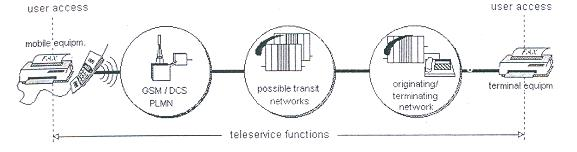 user access
user access
mobile equipm.
FAX
FAX
GSM / DCS
PLMN
possible transit
networks
originating/
terminating
network
terminal equipm
teleservice functions